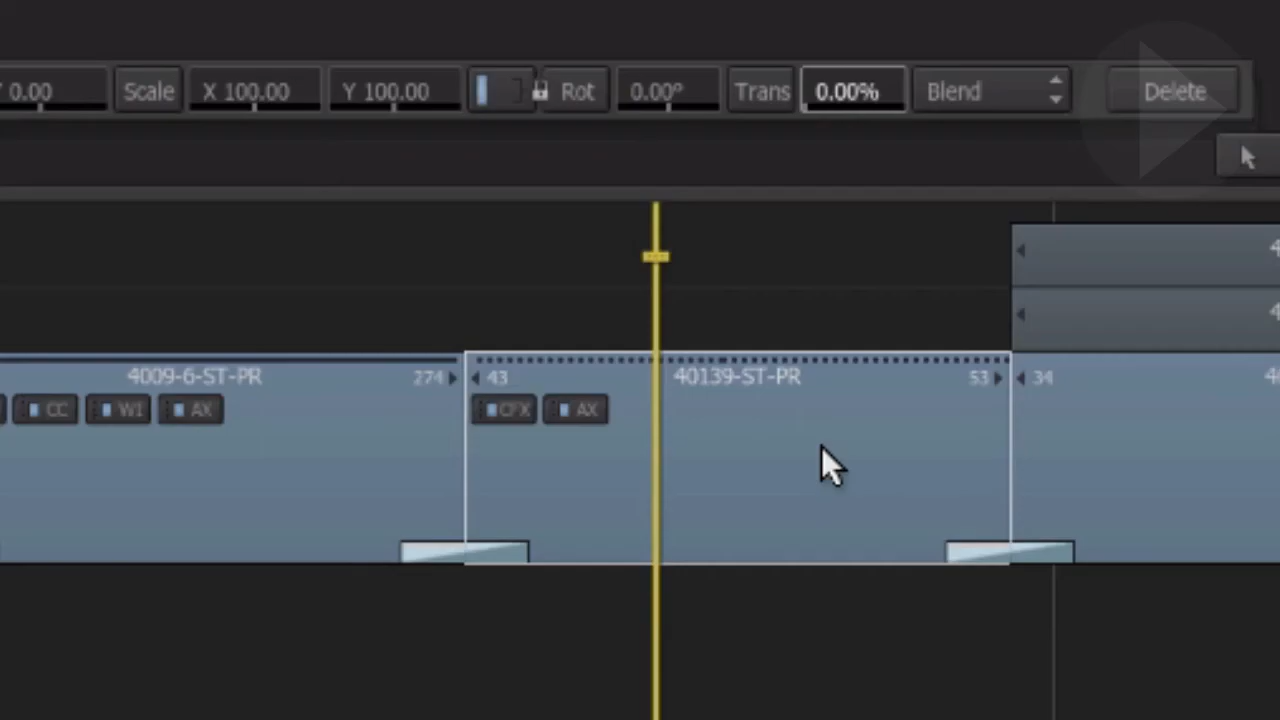 0.00 Scale X 100.00 Y 100.00 Rot 0.00° Trans 0.00% Blend Delete
4009-6-ST-PR 274 43 40139-ST-PR 53 34
CC W1 AX CFX AX